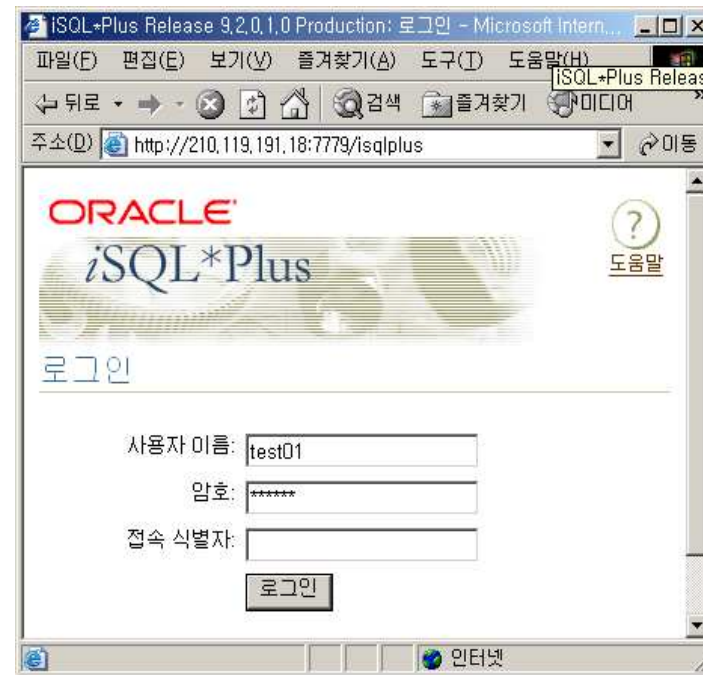 iSQL*Plus Release 9,2,0,1,0 Production: 로그인 - Microsoft Intern...
파일(F) 편집(E) 보기(V) 즐겨찾기(A) 도구(T) 도움말(H)
iSQL*Plus Releas
뒤로 검색 즐겨찾기 미디어 »
주소(D) http://210,119,191,18:7779/isqlplus 이동
ORACLE
iSQL*Plus
?
도움말
로그인
사용자 이름: test01
암호: ******
접속 식별자:
로그인
인터넷